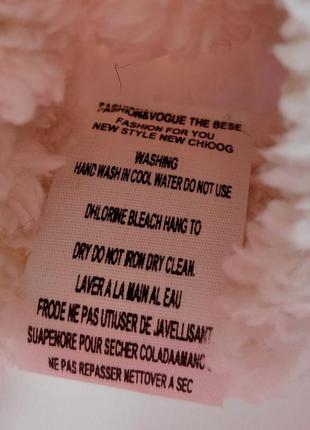 FASHION&VOGUE THE BESE
FASHION FOR YOU
NEW STYLE NEW CHIOOG
WASHING
HAND WASH IN COOL WATER DO NOT USE
DHLORINE BLEACH HANG TO
DRY DO NOT IRON DRY CLEAN.
LAVER A LA MAIN AL EAU
FRODE NE PAS UTIUSER DE JAVELLISANT
SUAPENORE POUR SECHER COLADAAMANO
NE PAS REPASSER NETTOVER A SEC